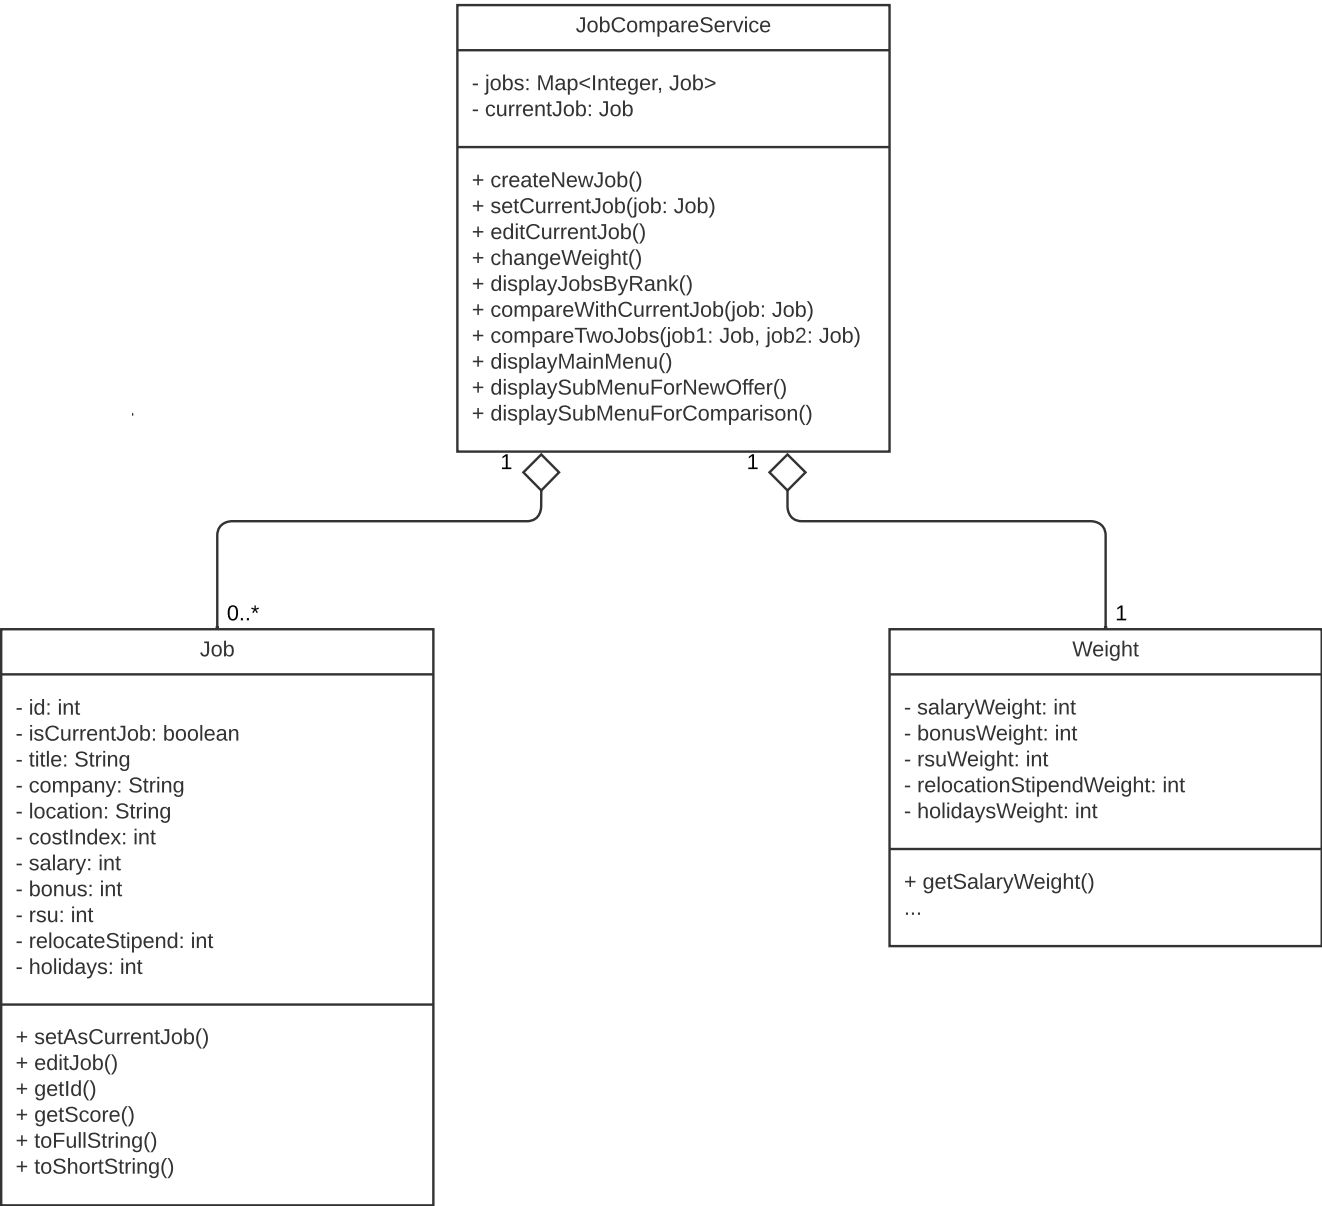 JobCompareService
- jobs: Map<Integer, Job>
- currentJob: Job
+ createNewJob()
+ setCurrentJob(job: Job)
+ editCurrentJob()
+ changeWeight()
+ displayJobsByRank()
+ compareWithCurrentJob(job: Job)
+ compareTwoJobs(job1: Job, job2: Job)
+ displayMainMenu()
+ displaySubMenuForNewOffer()
+ displaySubMenuForComparison()
1
1
0..*
1
Job
- id: int
- isCurrentJob: boolean
- title: String
- company: String
- location: String
- costIndex: int
- salary: int
- bonus: int
- rsu: int
- relocateStipend: int
- holidays: int
+ setAsCurrentJob()
+ editJob()
+ getId()
+ getScore()
+ toFullString()
+ toShortString()
Weight
- salaryWeight: int
- bonusWeight: int
- rsuWeight: int
- relocationStipendWeight: int
- holidaysWeight: int
+ getSalaryWeight()
...